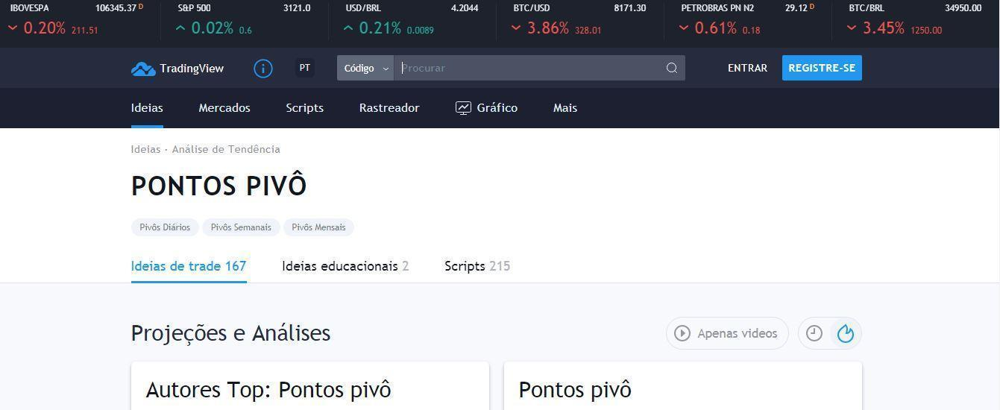 IBOVESPA 106345.37 D S&P 500 3121.0 USD/BRL 4.2044 BTC/USD 8171.30 PETROBRAS PN N2 29.12 D BTC/BRL 34950.00
0.20% 211.51 0.02% 0.6 0.21% 0.0089 3.86% 328.01 0.61% 0.18 3.45% 1250.00
TradingView PT Código Procurar ENTRAR REGISTRE-SE
Ideias Mercados Scripts Rastreador Gráfico Mais
Ideias · Análise de Tendência
PONTOS PIVÔ
Pivôs Diários Pivôs Semanais Pivôs Mensais
Ideias de trade 167 Ideias educacionais 2 Scripts 215
Projeções e Análises Apenas videos
Autores Top: Pontos pivô Pontos pivô